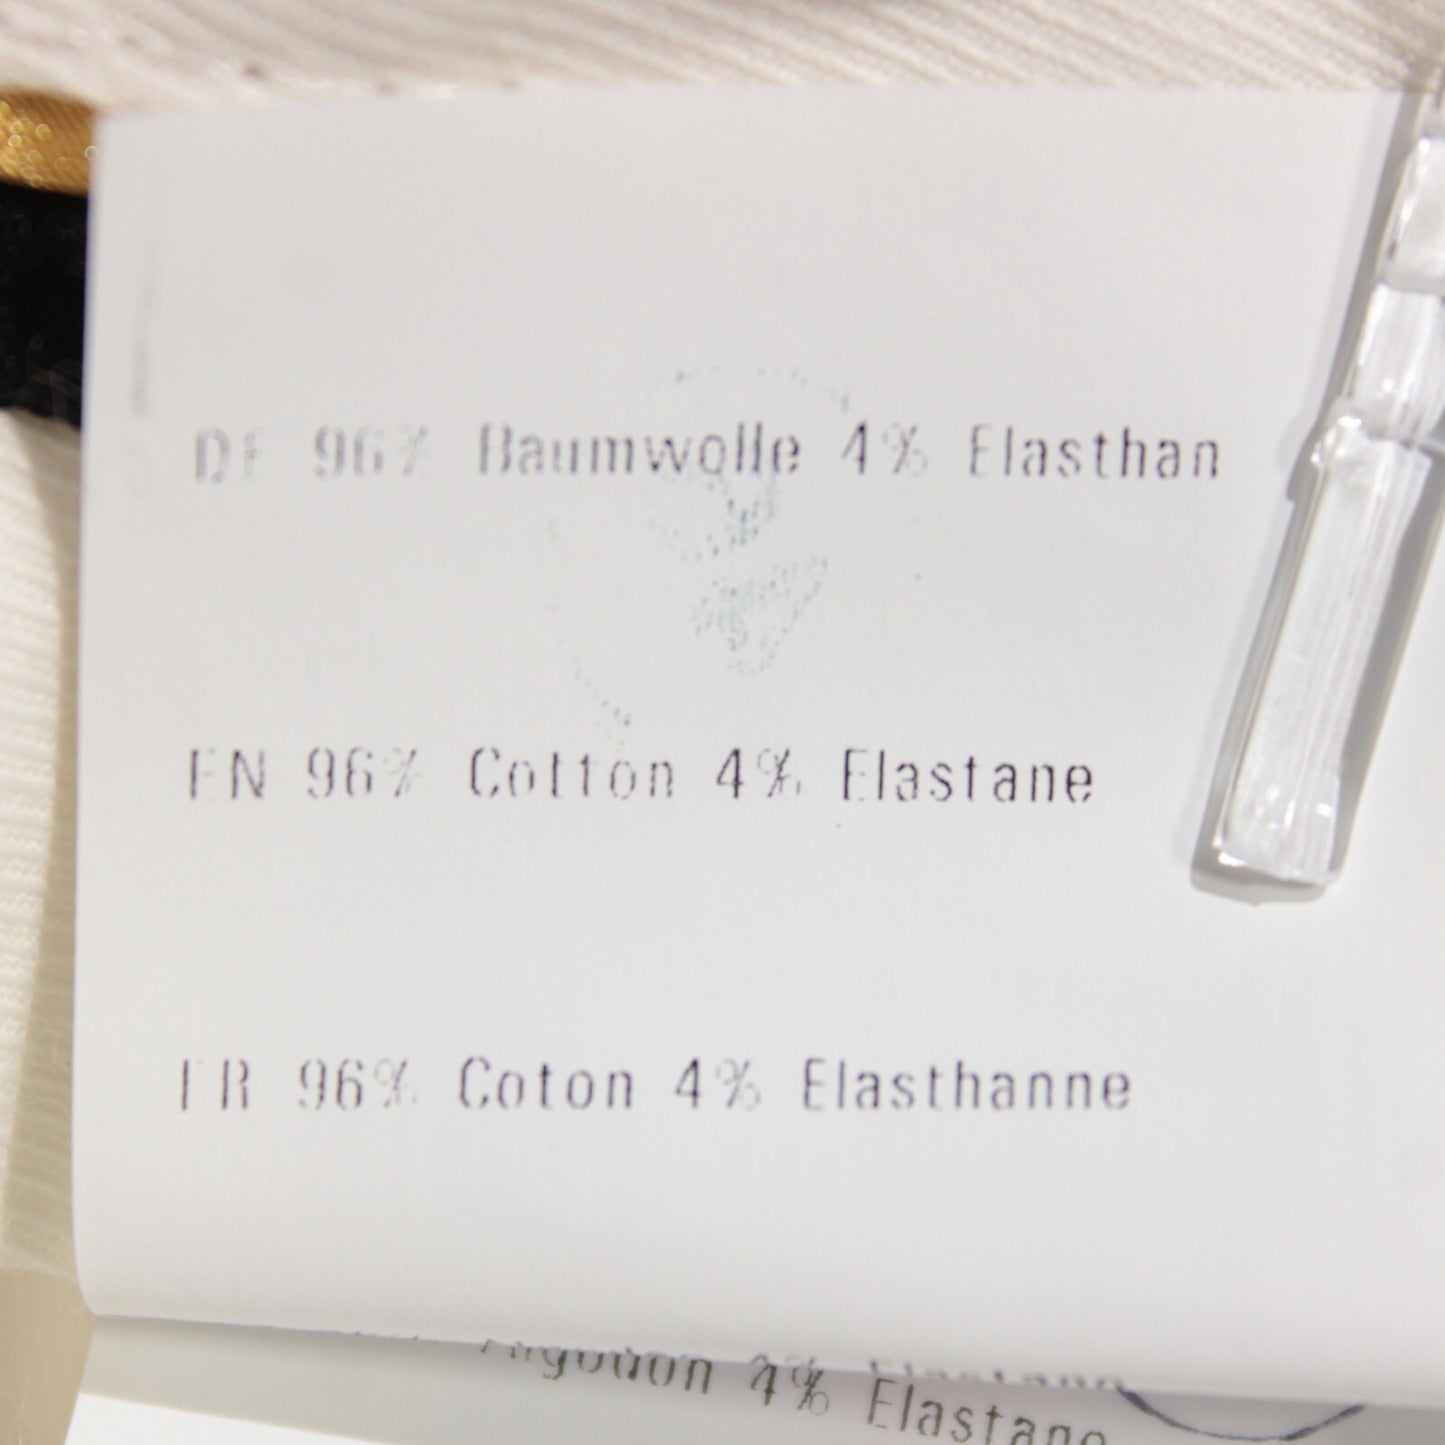 DE 96% Baumwolle 4% Elasthan
EN 96% Cotton 4% Elastane
FR 96% Coton 4% Elasthanne
Algodon 4% Elastano